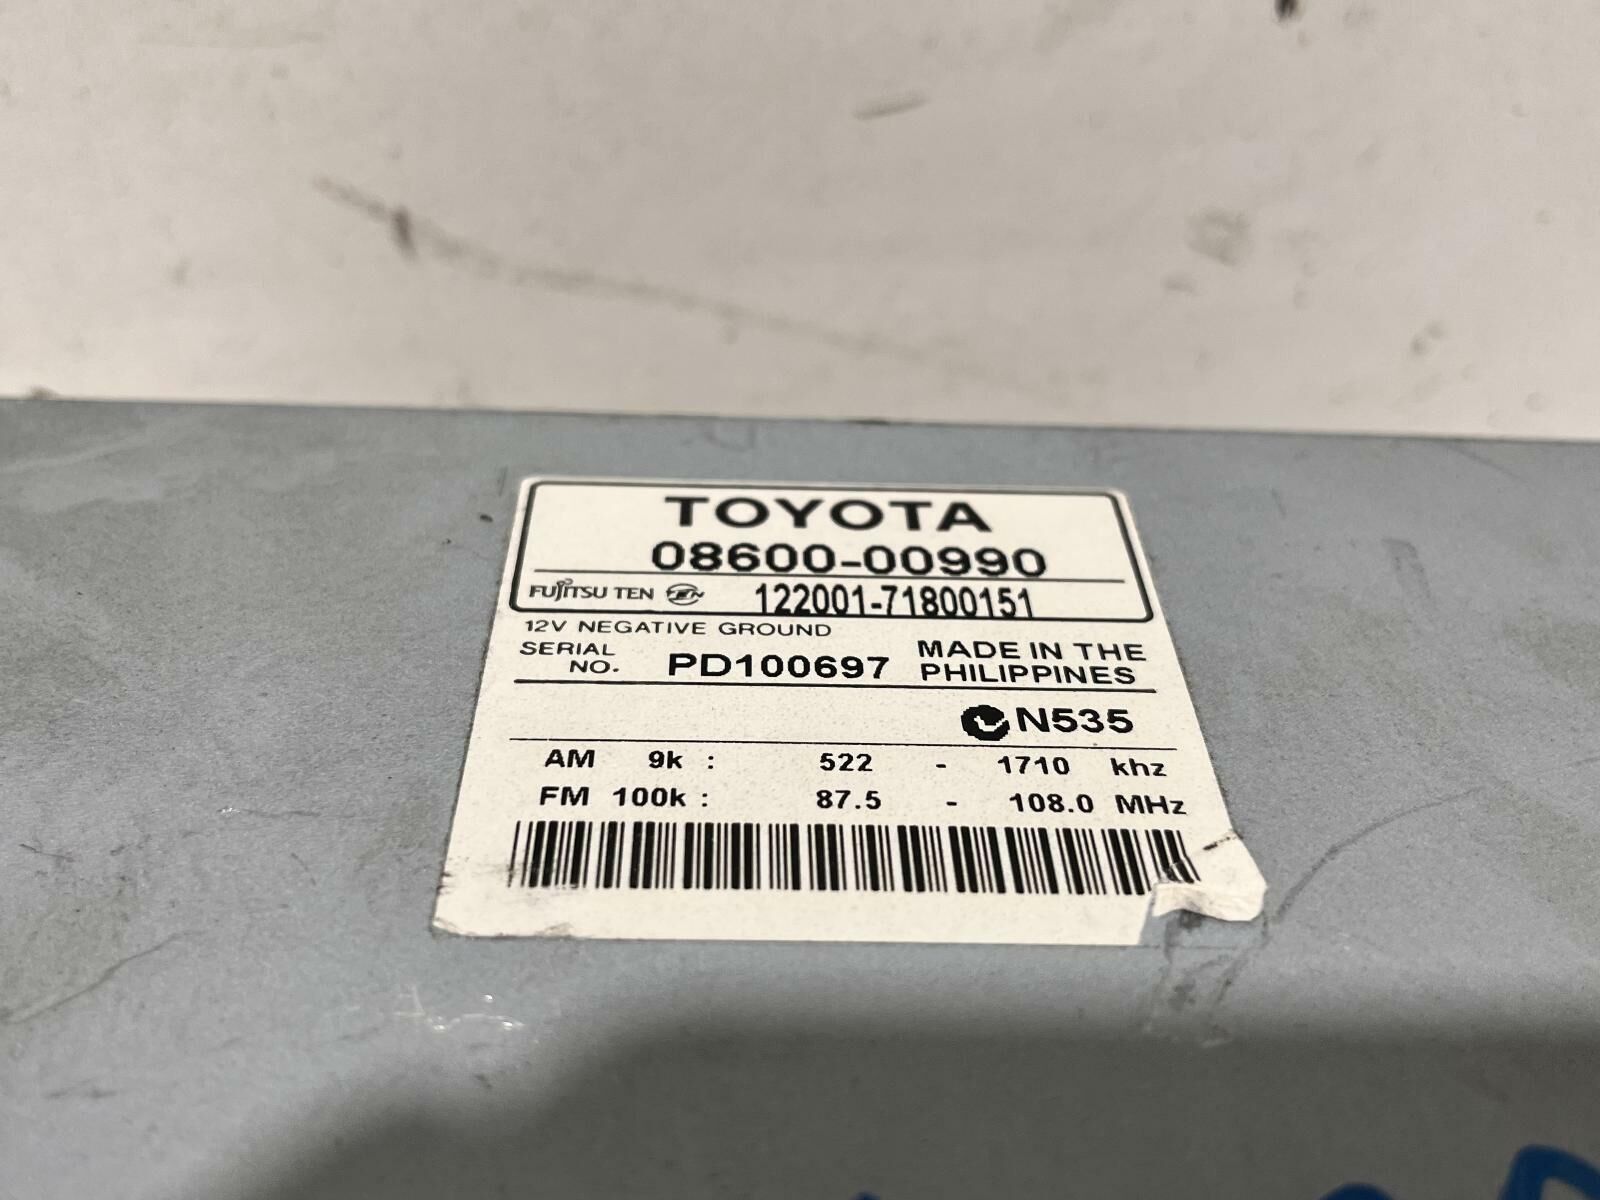 TOYOTA
08600-00990
FUJITSU TEN TEN 122001-71800151
12V NEGATIVE GROUND
SERIAL NO. PD100697 MADE IN THE PHILIPPINES
N535
AM 9k : 522 - 1710 khz
FM 100k : 87.5 - 108.0 MHz